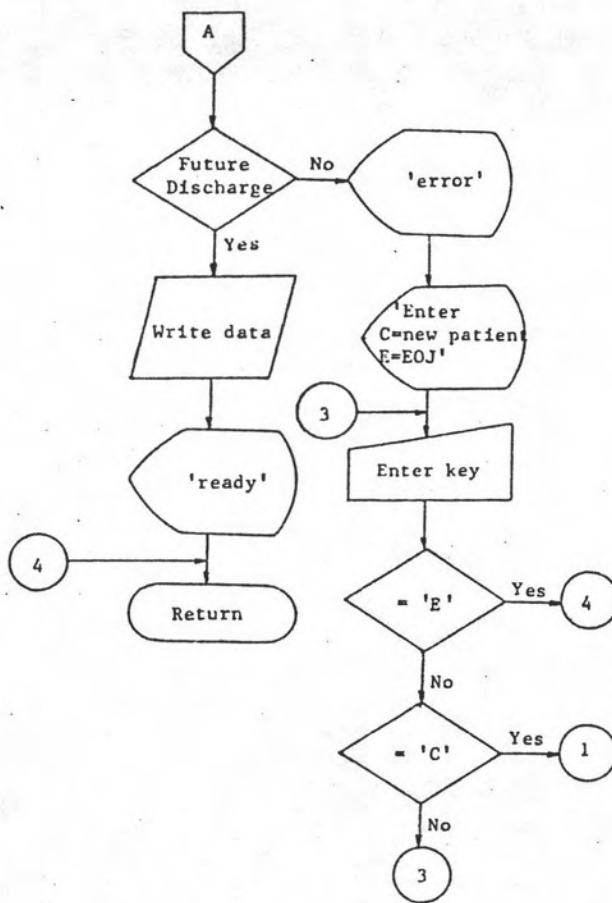 A
Future
Discharge
No
'error'
Yes
Write data
'Enter
C=new patient
E=EOJ'
3
Enter key
'ready'
4
Return
= 'E'
Yes
4
No
= 'C'
Yes
1
No
3